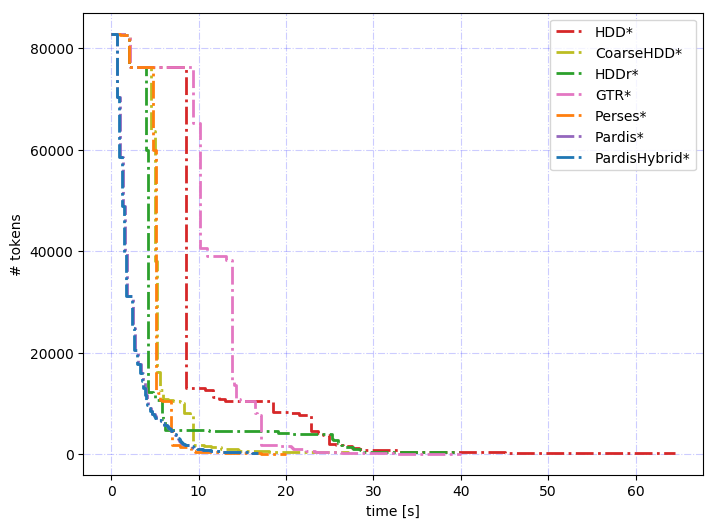 HDD*
CoarseHDD*
HDDr*
GTR*
Perses*
Pardis*
PardisHybrid*
80000
60000
40000
20000
0
# tokens
0 10 20 30 40 50 60
time [s]